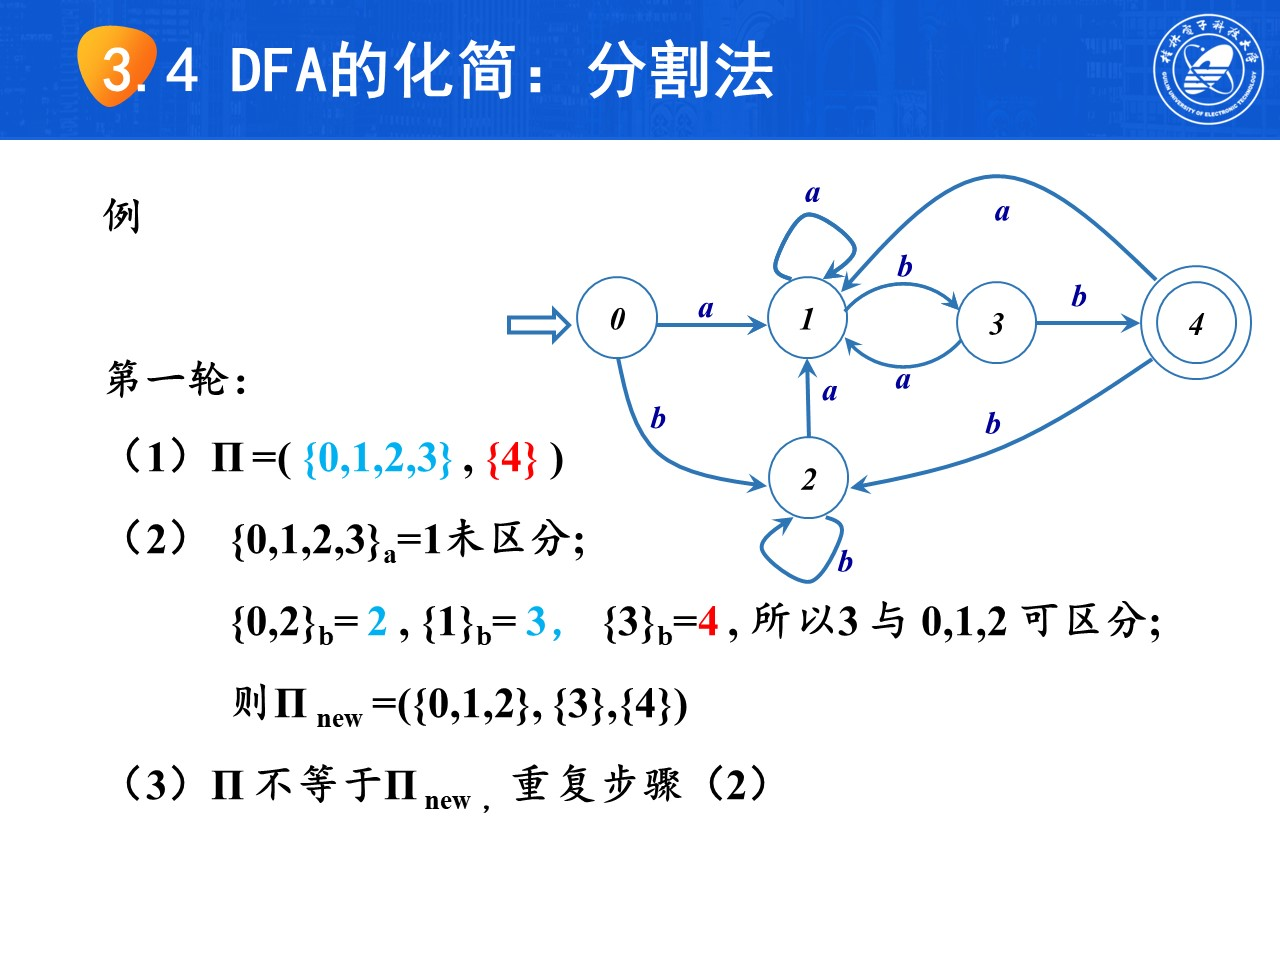 3.4 DFA的化简：分割法
桂林电子科技大学
GUILIN UNIVERSITY OF ELECTRONIC TECHNOLOGY
例
a
a
b
b
0
a
1
3
4
a
a
b
b
2
b
第一轮：
（1）Π =( {0,1,2,3} , {4} )
（2） {0,1,2,3}a=1未区分;
{0,2}b= 2 , {1}b= 3， {3}b=4 , 所以3 与 0,1,2 可区分;
则Π new =({0,1,2}, {3},{4})
（3）Π 不等于Π new ，重复步骤（2）